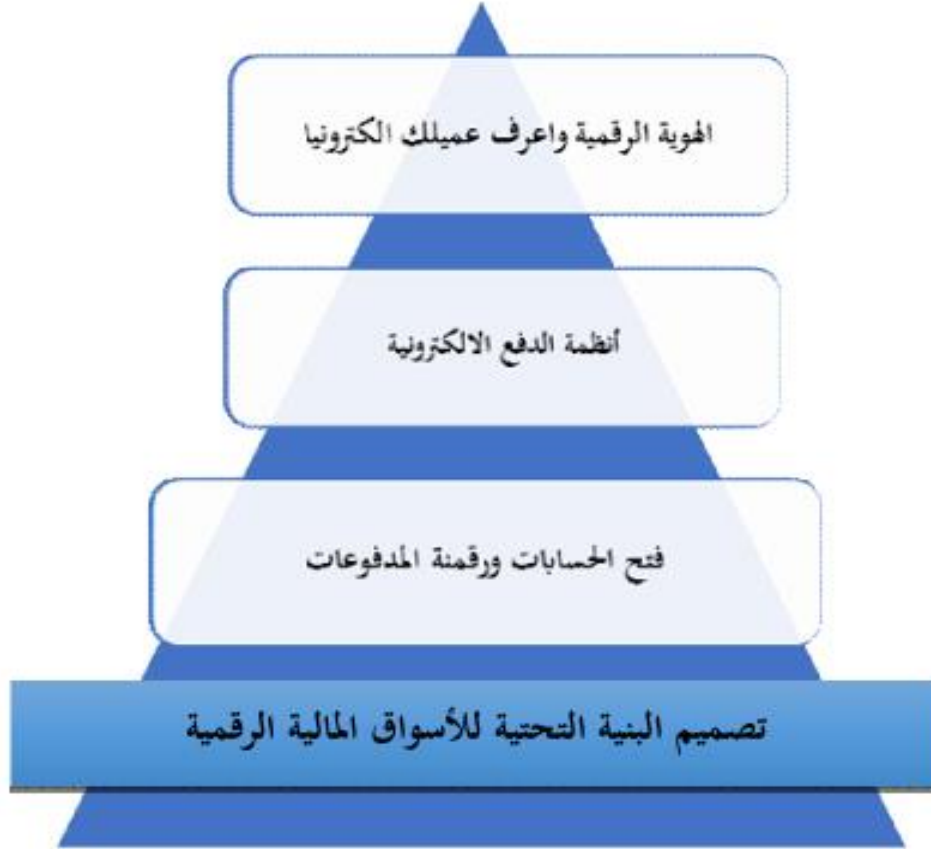 الهوية الرقمية واعرف عميلك الكترونيا
أنظمة الدفع الالكترونية
فتح الحسابات ورقمنة المدفوعات
تصميم البنية التحتية للأسواق المالية الرقمية